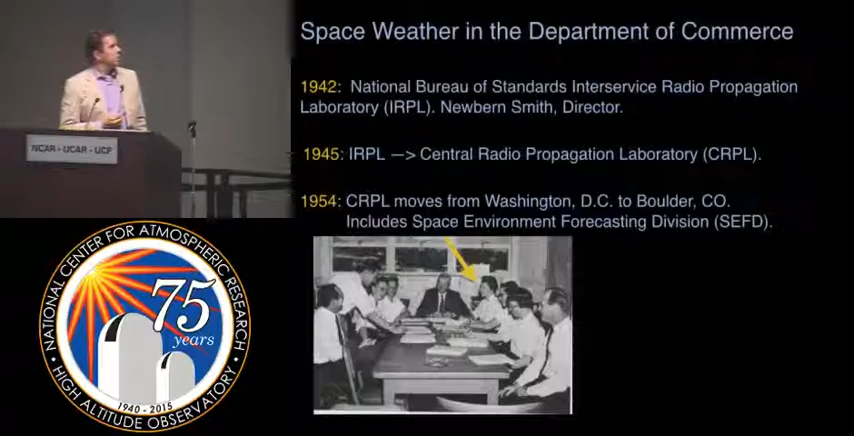 Space Weather in the Department of Commerce
1942: National Bureau of Standards Interservice Radio Propagation
Laboratory (IRPL). Newbern Smith, Director.
1945: IRPL —> Central Radio Propagation Laboratory (CRPL).
1954: CRPL moves from Washington, D.C. to Boulder, CO.
Includes Space Environment Forecasting Division (SEFD).
NCAR • UCAR • UCP
NATIONAL CENTER FOR ATMOSPHERIC RESEARCH
75
years
1940 - 2015
HIGH ALTITUDE OBSERVATORY